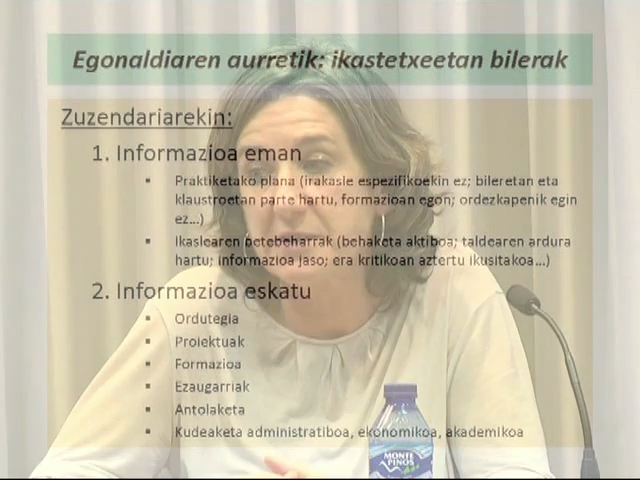 Egonaldiaren aurretik: ikastetxeetan bilerak
Zuzendariarekin:
1. Informazioa eman
▪ Praktiketako plana (irakasle espezifikoekin ez; bileretan eta
klaustroetan parte hartu, formazioan egon; ordezkapenik egin
ez...)
▪ Ikaslearen betebeharrak (behaketa aktiboa; taldearen ardura
hartu; informazioa jaso; era kritikoan aztertu ikusitakoa...)
2. Informazioa eskatu
▪ Ordutegia
▪ Proiektuak
▪ Formazioa
▪ Ezaugarriak
▪ Antolaketa
▪ Kudeaketa administratiboa, ekonomikoa, akademikoa
MONTE
PINOS